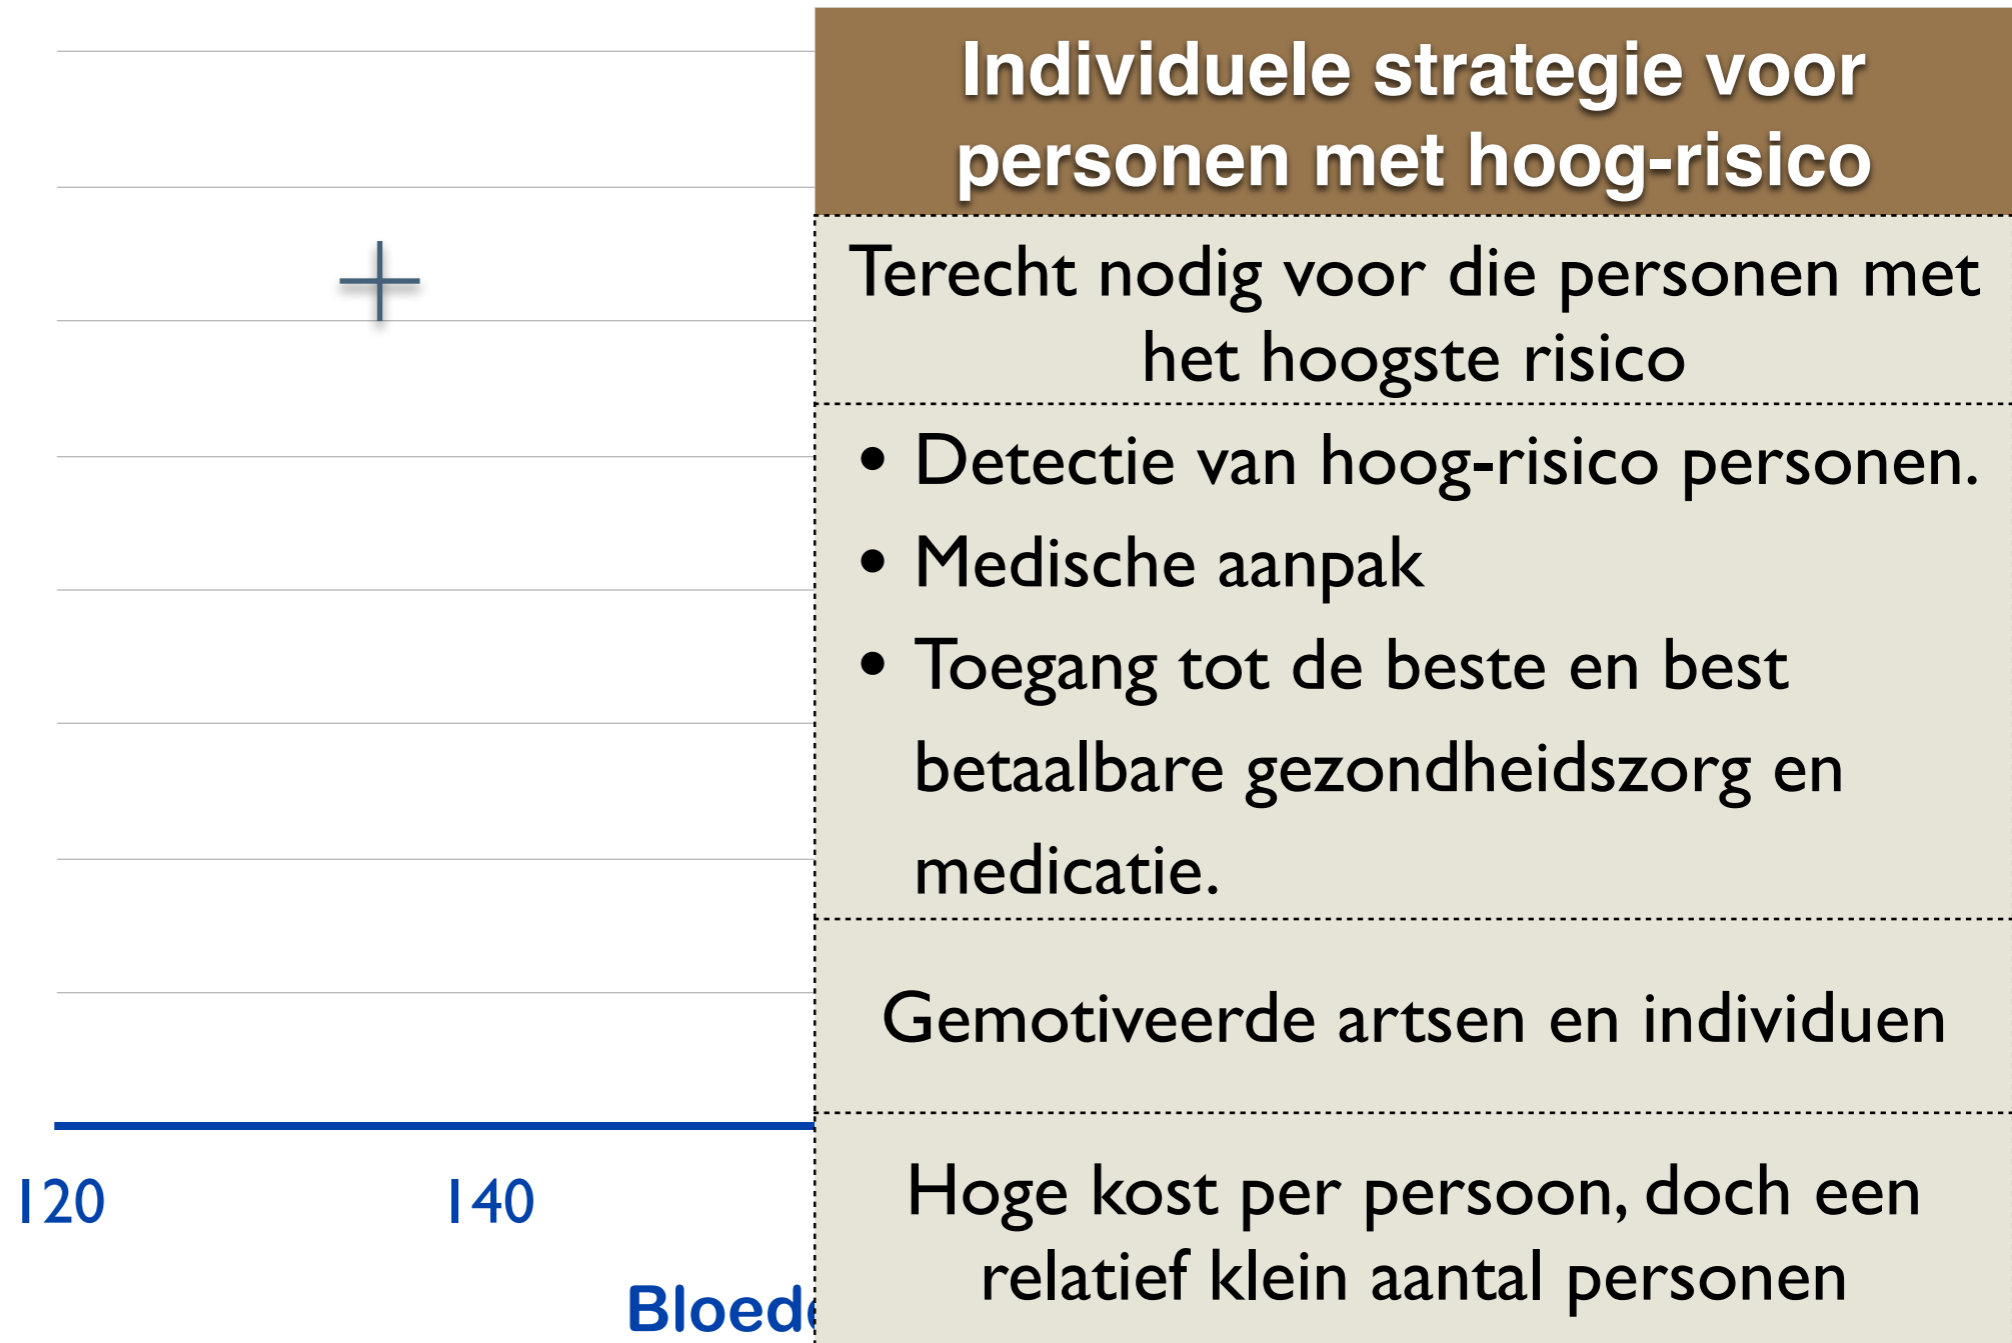 Individuele strategie voor
personen met hoog-risico
Terecht nodig voor die personen met
het hoogste risico
• Detectie van hoog-risico personen.
• Medische aanpak
• Toegang tot de beste en best
betaalbare gezondheidszorg en
medicatie.
Gemotiveerde artsen en individuen
Hoge kost per persoon, doch een
relatief klein aantal personen
120 140